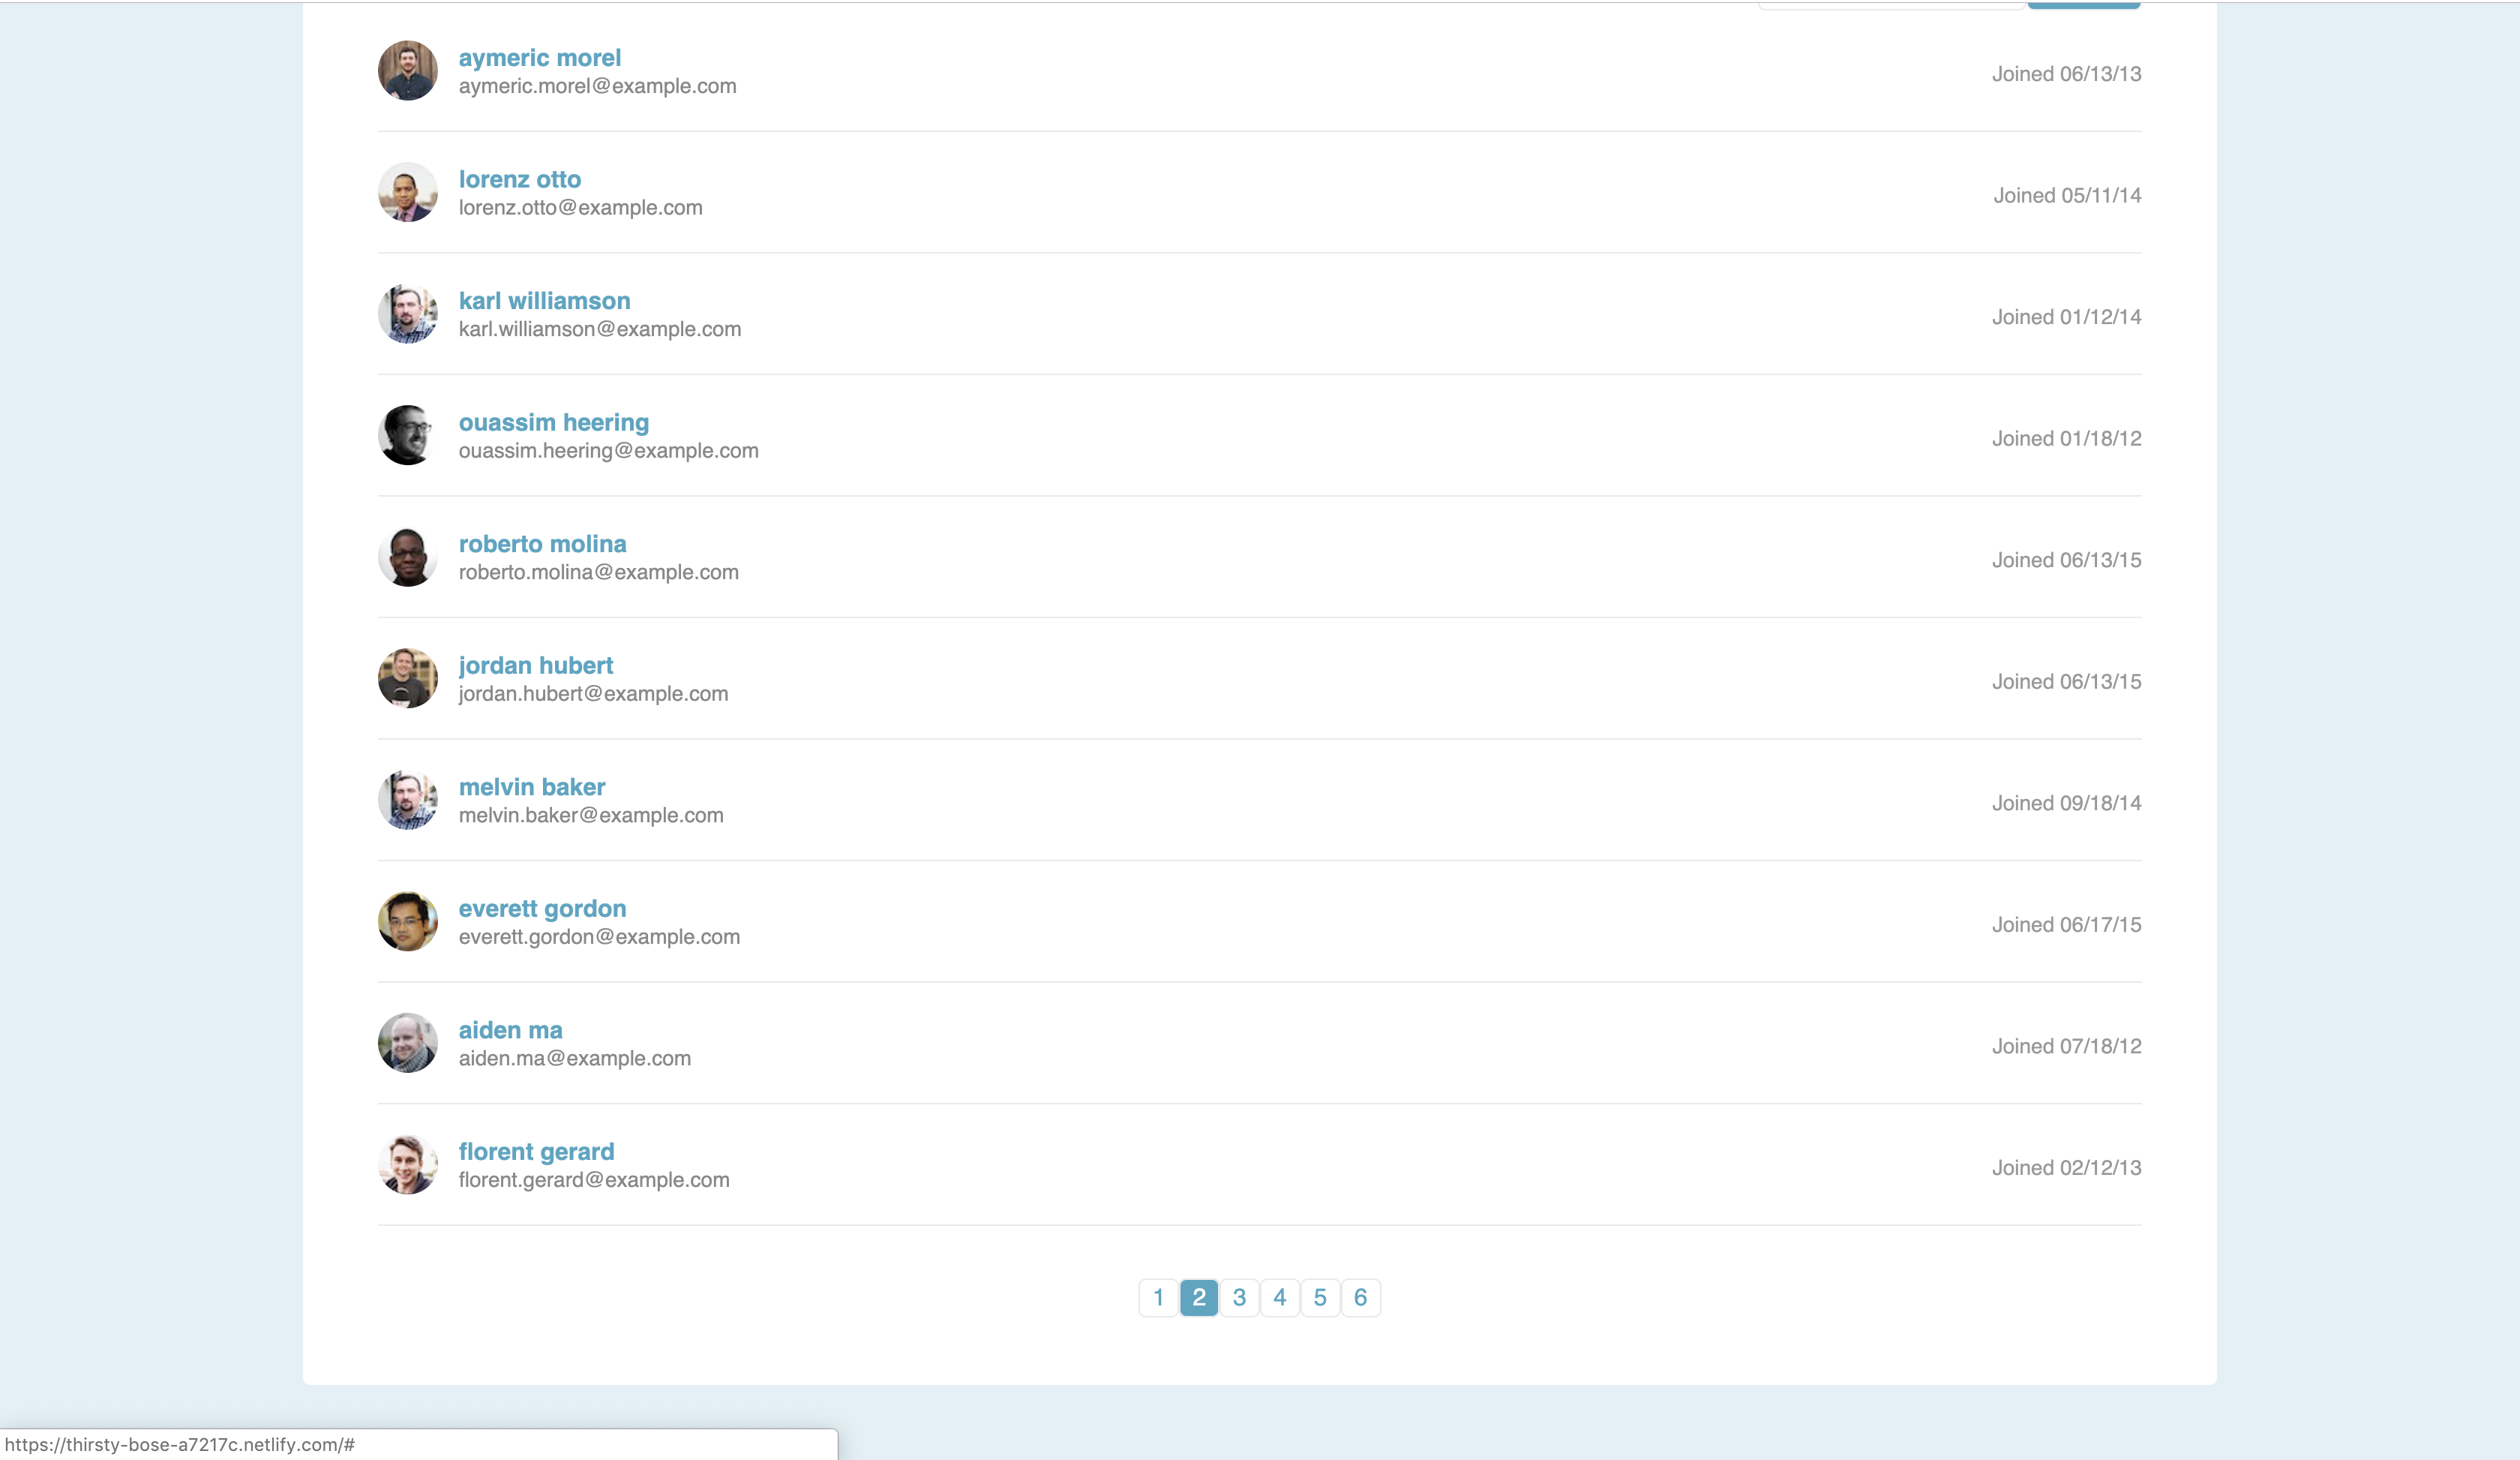 aymeric morel
aymeric.morel@example.com
Joined 06/13/13
lorenz otto
lorenz.otto@example.com
Joined 05/11/14
karl williamson
karl.williamson@example.com
Joined 01/12/14
ouassim heering
ouassim.heering@example.com
Joined 01/18/12
roberto molina
roberto.molina@example.com
Joined 06/13/15
jordan hubert
jordan.hubert@example.com
Joined 06/13/15
melvin baker
melvin.baker@example.com
Joined 09/18/14
everett gordon
everett.gordon@example.com
Joined 06/17/15
aiden ma
aiden.ma@example.com
Joined 07/18/12
florent gerard
florent.gerard@example.com
Joined 02/12/13
1 2 3 4 5 6
https://thirsty-bose-a7217c.netlify.com/#